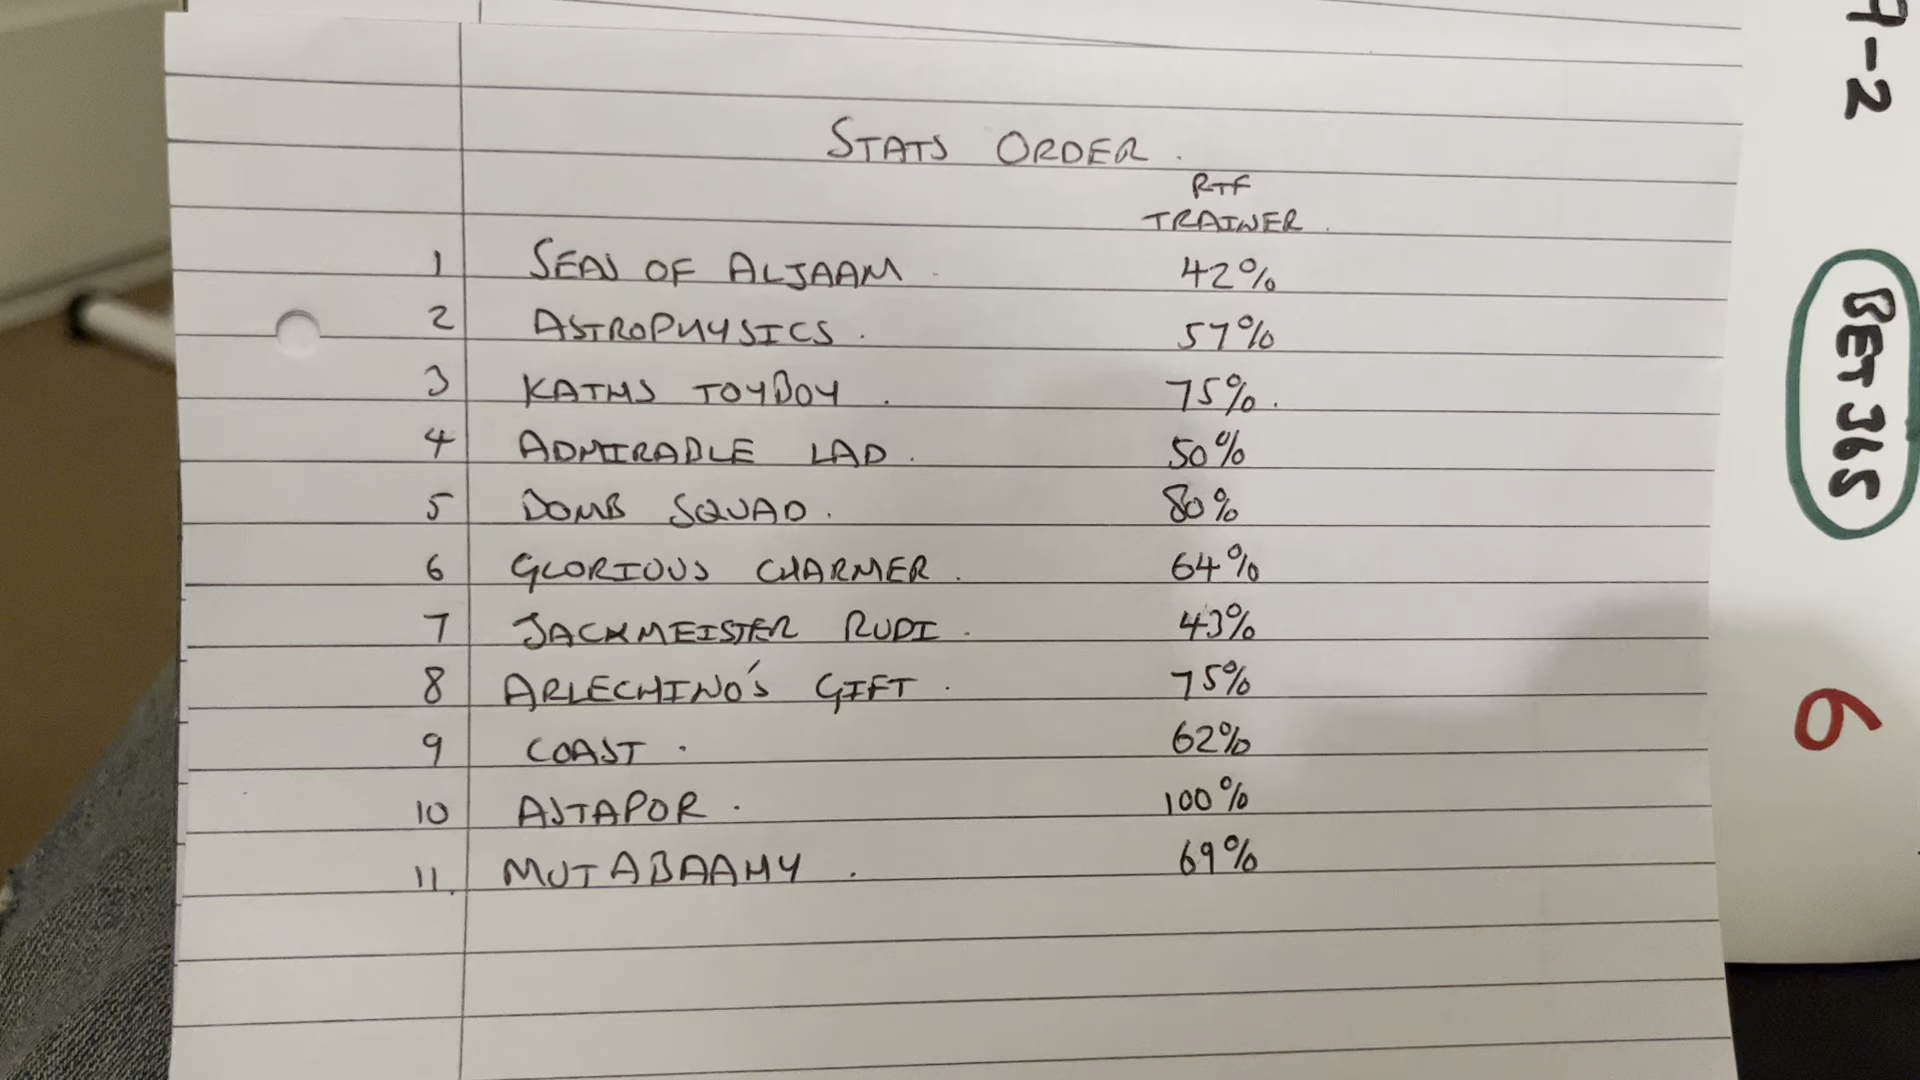 STATS ORDER.
RTF
TRAINER.
1 SEAS OF ALJAAM. 42%
2 ASTROPHYSICS. 57%
3 KATHS TOYBOY. 75%.
4 ADMIRABLE LAD. 50%
5 BOMB SQUAD. 80%
6 GLORIOUS CHARMER. 64%
7 JACKMEISTER RUDI. 43%
8 ARLECHINO'S GIFT. 75%
9 COAST. 62%
10 ASTAPOR. 100%
11. MUTABAAHY. 69%
-2
BET 365
6